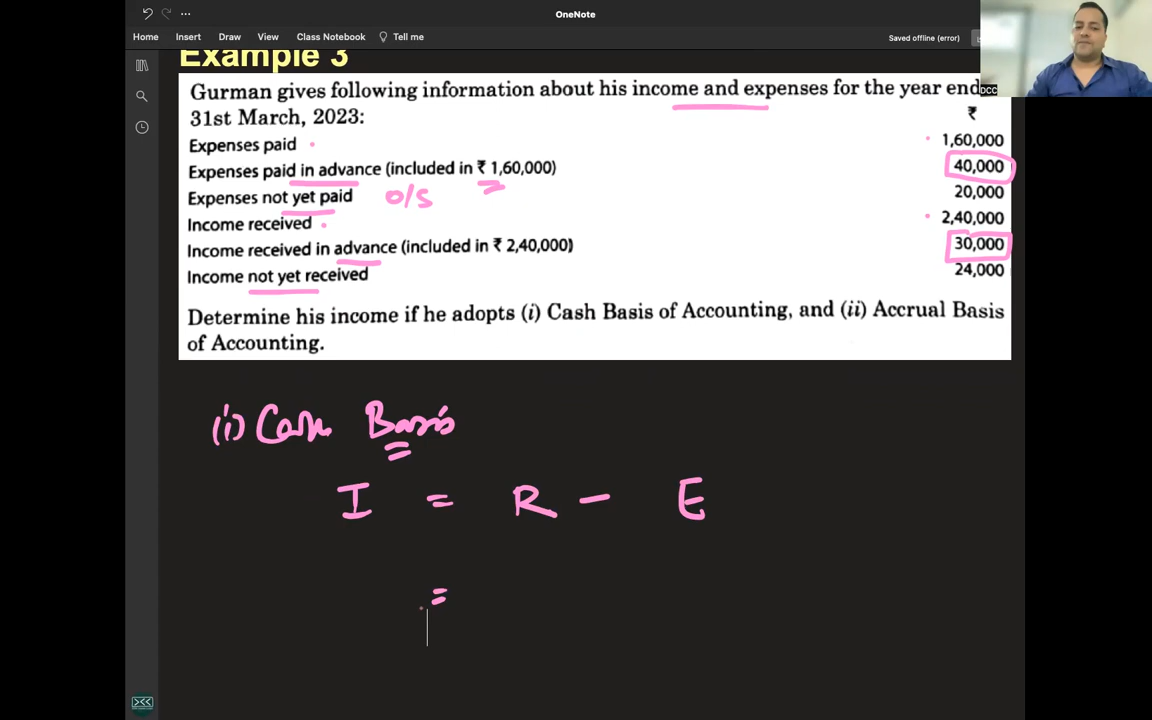 OneNote
Home Insert Draw View Class Notebook Tell me Saved offline (error)
Example 3
DCC
Gurman gives following information about his income and expenses for the year end
31st March, 2023: ₹
Expenses paid 1,60,000
Expenses paid in advance (included in ₹ 1,60,000) 40,000
Expenses not yet paid O/S 20,000
Income received 2,40,000
Income received in advance (included in ₹ 2,40,000) 30,000
Income not yet received 24,000
Determine his income if he adopts (i) Cash Basis of Accounting, and (ii) Accrual Basis
of Accounting.
(i) Cash Basis
I = R - E
=